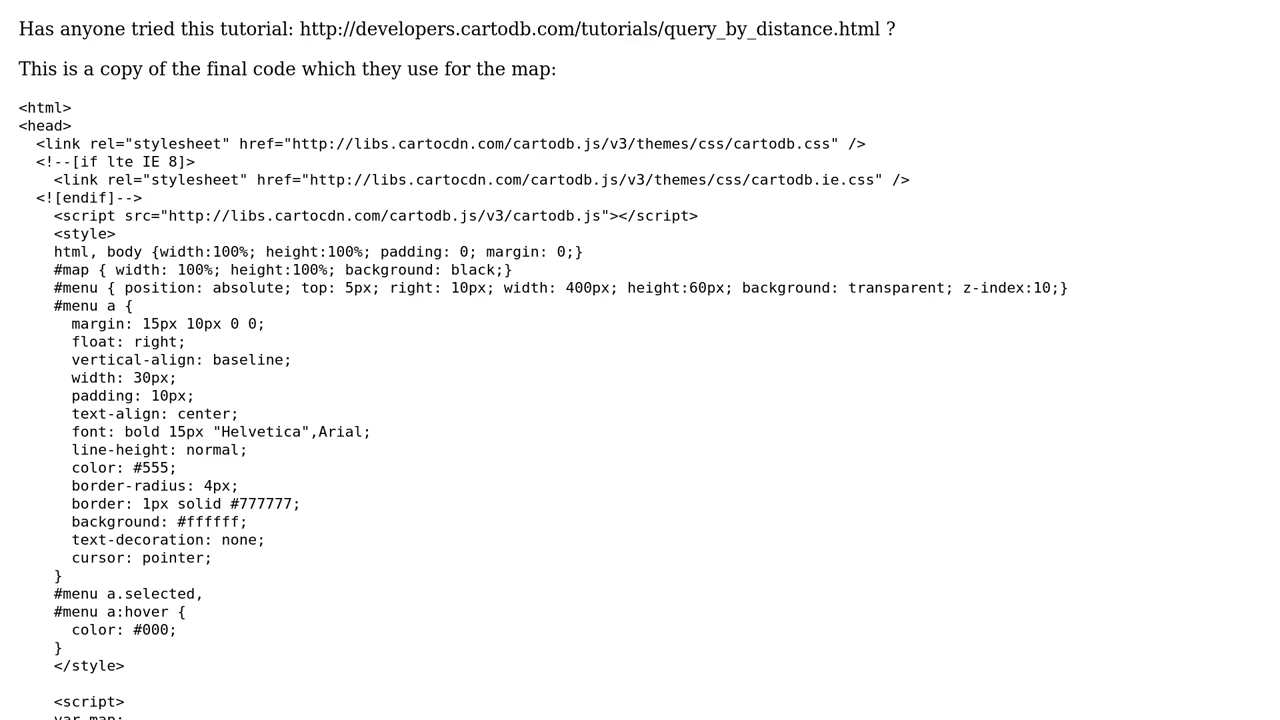 Has anyone tried this tutorial: http://developers.cartodb.com/tutorials/query_by_distance.html ?
This is a copy of the final code which they use for the map:
<html>
<head>
  <link rel="stylesheet" href="http://libs.cartocdn.com/cartodb.js/v3/themes/css/cartodb.css" />
  <!--[if lte IE 8]>
    <link rel="stylesheet" href="http://libs.cartocdn.com/cartodb.js/v3/themes/css/cartodb.ie.css" />
  <![endif]-->
    <script src="http://libs.cartocdn.com/cartodb.js/v3/cartodb.js"></script>
    <style>
    html, body {width:100%; height:100%; padding: 0; margin: 0;}
    #map { width: 100%; height:100%; background: black;}
    #menu { position: absolute; top: 5px; right: 10px; width: 400px; height:60px; background: transparent; z-index:10;}
    #menu a {
      margin: 15px 10px 0 0;
      float: right;
      vertical-align: baseline;
      width: 30px;
      padding: 10px;
      text-align: center;
      font: bold 15px "Helvetica",Arial;
      line-height: normal;
      color: #555;
      border-radius: 4px;
      border: 1px solid #777777;
      background: #ffffff;
      text-decoration: none;
      cursor: pointer;
    }
    #menu a.selected,
    #menu a:hover {
      color: #000;
    }
    </style>
    <script>
    var map;